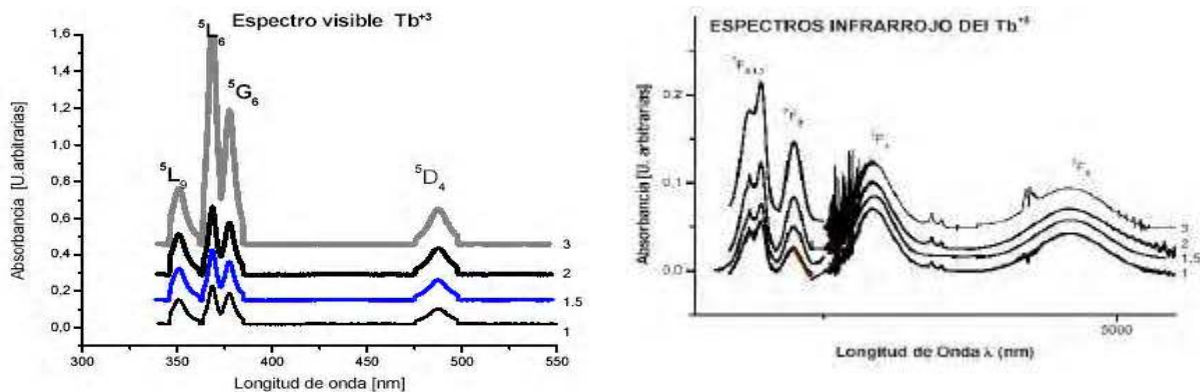 Espectro visible Tb+3
5L6
5G6
5L9
5D4
Absorbancia [U.arbitrarias]
1,6
1,4
1,2
1,0
0,8
0,6
0,4
0,2
0,0
3
2
1.5
1
300
350
400
450
500
550
Longitud de onda [nm]
ESPECTROS INFRARROJO DEl Tb
Absorbancia [U. arbitrarias]
0,2
0,1
0,0
3
2
1.5
1
5000
Longitud de Onda λ (nm)